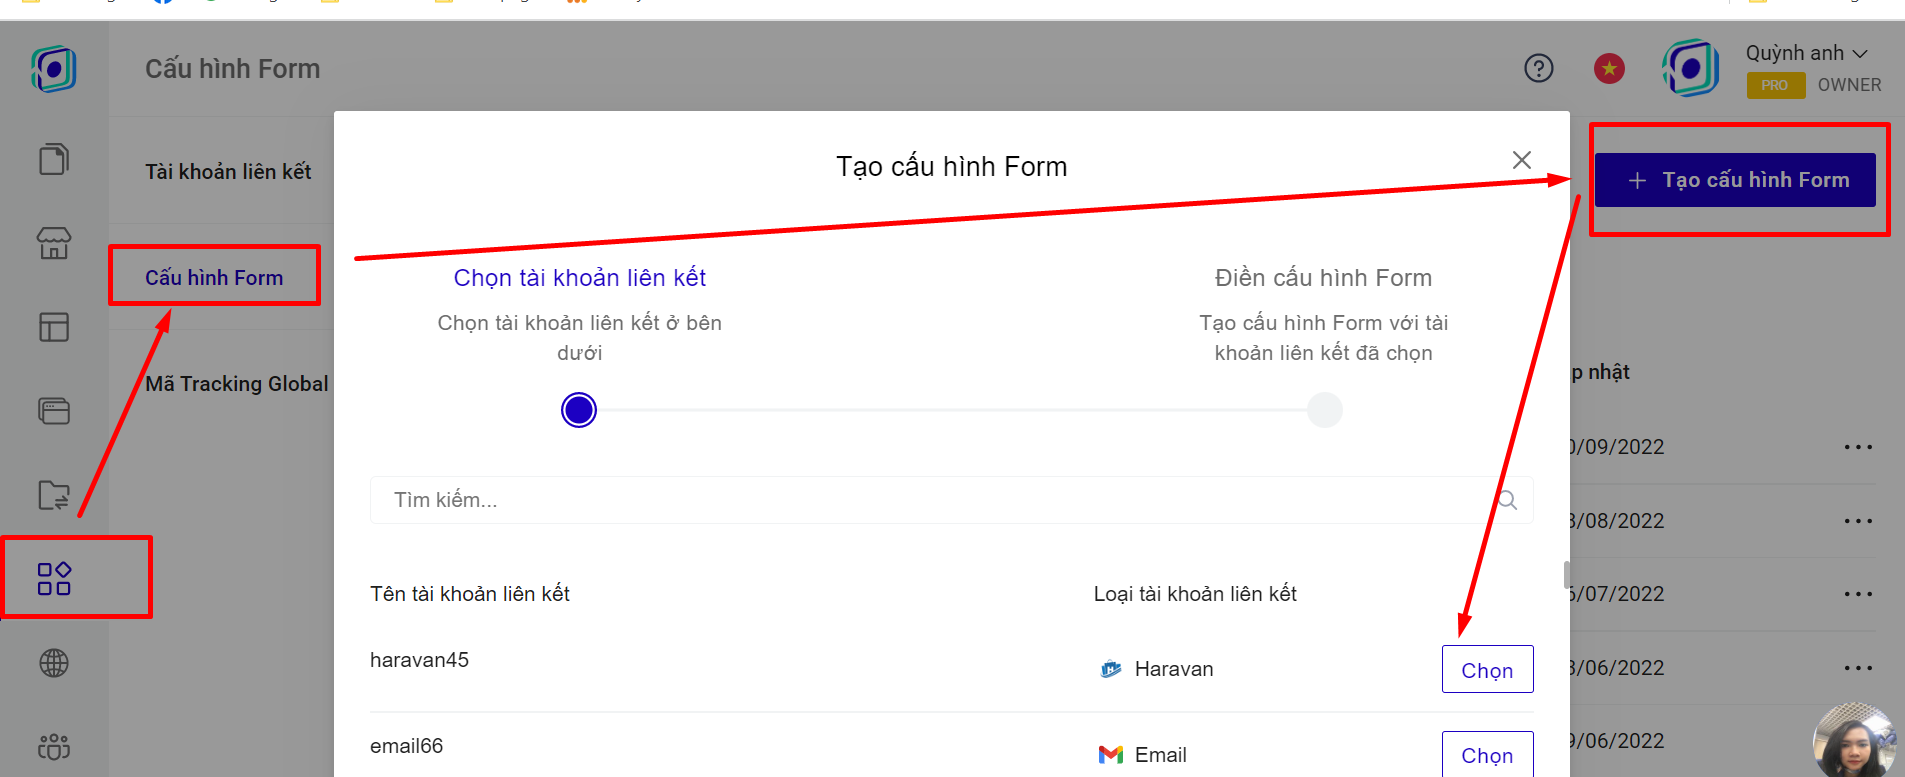 Cấu hình Form
Quỳnh anh
PRO
OWNER
Tài khoản liên kết
Cấu hình Form
Mã Tracking Global
Tạo cấu hình Form
+ Tạo cấu hình Form
Chọn tài khoản liên kết
Chọn tài khoản liên kết ở bên
dưới
Điền cấu hình Form
Tạo cấu hình Form với tài
khoản liên kết đã chọn
Tìm kiếm...
Tên tài khoản liên kết
Loại tài khoản liên kết
haravan45
Haravan
Chọn
email66
Email
Chọn
p nhật
0/09/2022
3/08/2022
6/07/2022
3/06/2022
9/06/2022